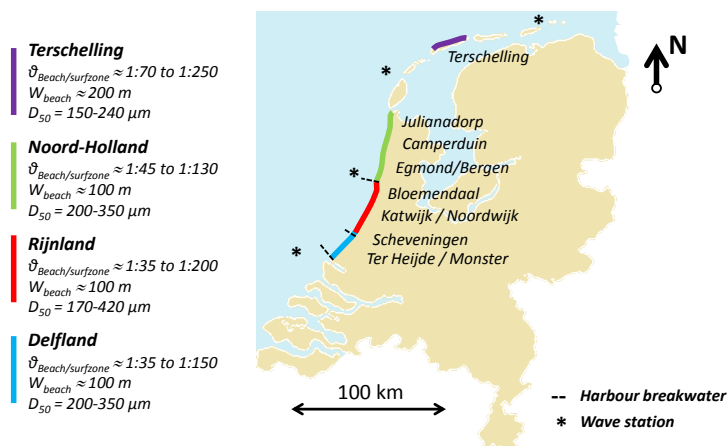 Terschelling
ϑBeach/surfzone ≈ 1:70 to 1:250
Wbeach ≈ 200 m
D50 = 150-240 µm
Noord-Holland
ϑBeach/surfzone ≈ 1:45 to 1:130
Wbeach ≈ 100 m
D50 = 200-350 µm
Rijnland
ϑBeach/surfzone ≈ 1:35 to 1:200
Wbeach ≈ 100 m
D50 = 170-420 µm
Delfland
ϑBeach/surfzone ≈ 1:35 to 1:150
Wbeach ≈ 100 m
D50 = 200-350 µm
N
Terschelling
Julianadorp
Camperduin
Egmond/Bergen
Bloemendaal
Katwijk / Noordwijk
Scheveningen
Ter Heijde / Monster
100 km
-- Harbour breakwater
* Wave station